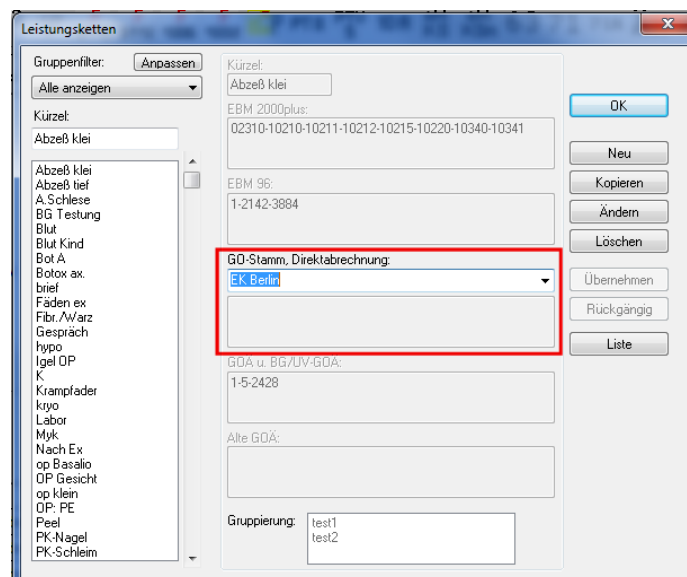 Leistungsketten
Gruppenfilter:
Anpassen
Alle anzeigen
Kürzel:
Abzeß klei
Abzeß klei
Abzeß tief
A.Schlese
BG Testung
Blut
Blut Kind
Bot A
Botox ax.
brief
Fäden ex
Fibr./Warz
Gespräch
hypo
Igel OP
K
Krampfader
kryo
Labor
Myk
Nach Ex
op Basalio
OP Gesicht
op klein
OP: PE
Peel
PK-Nagel
PK-Schleim
Kürzel:
Abzeß klei
EBM 2000plus:
02310-10210-10211-10212-10215-10220-10340-10341
EBM 96:
1-2142-3884
GO-Stamm, Direktabrechnung:
EK Berlin
GOÄ u. BG/UV-GOÄ:
1-5-2428
Alte GOÄ:
Gruppierung:
test1
test2
OK
Neu
Kopieren
Ändern
Löschen
Übernehmen
Rückgängig
Liste